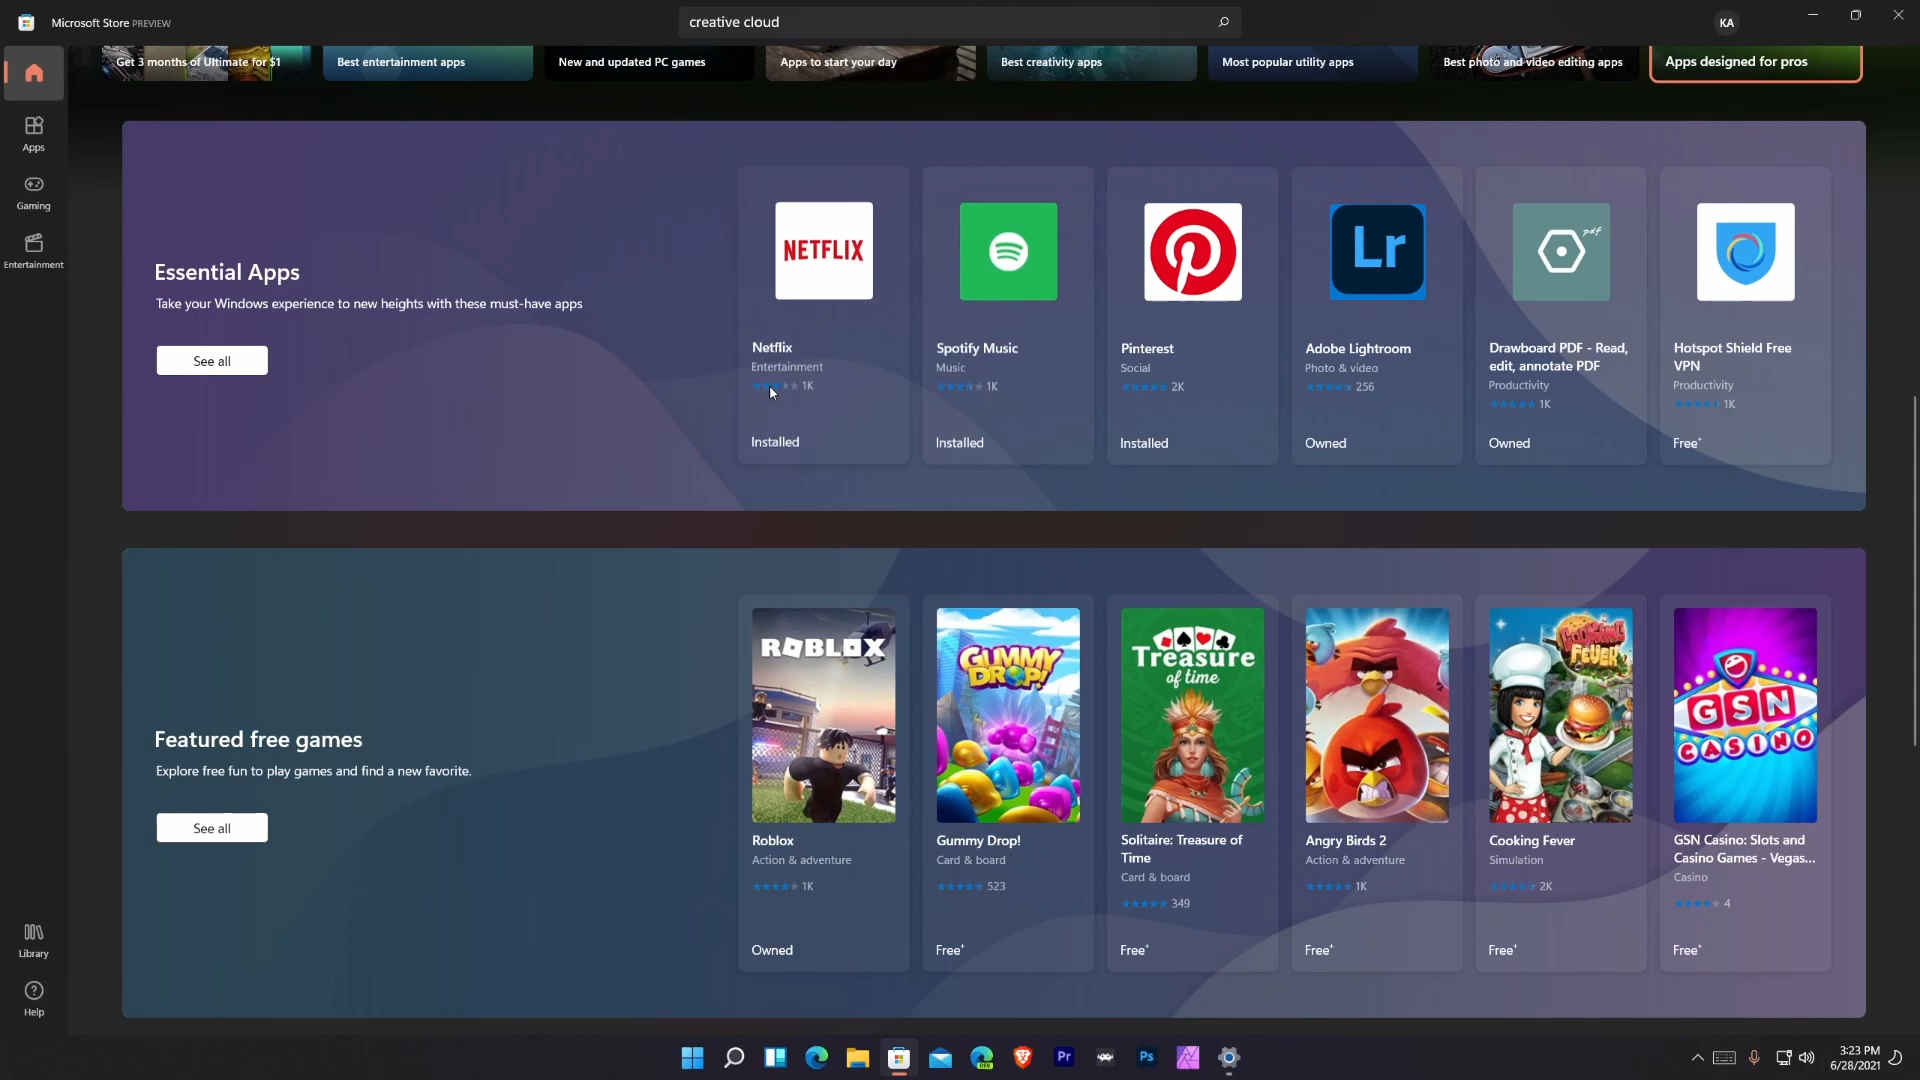 Microsoft Store PREVIEW
creative cloud
KA
Get 3 months of Ultimate for $1
Best entertainment apps
New and updated PC games
Apps to start your day
Best creativity apps
Most popular utility apps
Best photo and video editing apps
Apps designed for pros
Apps
Gaming
Entertainment
Library
Help
Essential Apps
Take your Windows experience to new heights with these must-have apps
See all
NETFLIX
Netflix
Entertainment
1K
Installed
Spotify Music
Music
1K
Installed
Pinterest
Social
2K
Installed
Lr
Adobe Lightroom
Photo & video
256
Owned
pdf
Drawboard PDF - Read,
edit, annotate PDF
Productivity
1K
Owned
Hotspot Shield Free
VPN
Productivity
1K
Free+
Featured free games
Explore free fun to play games and find a new favorite.
See all
ROBLOX
Roblox
Action & adventure
1K
Owned
GUMMY
DROP!
Gummy Drop!
Card & board
523
Free+
Treasure
of time
Solitaire: Treasure of
Time
Card & board
349
Free+
Angry Birds 2
Action & adventure
1K
Free+
COOKING
FEVER
Cooking Fever
Simulation
2K
Free+
GSN
CASINO
GSN Casino: Slots and
Casino Games - Vegas...
Casino
4
Free+
DEV
Pr
Ps
3:23 PM
6/28/2021